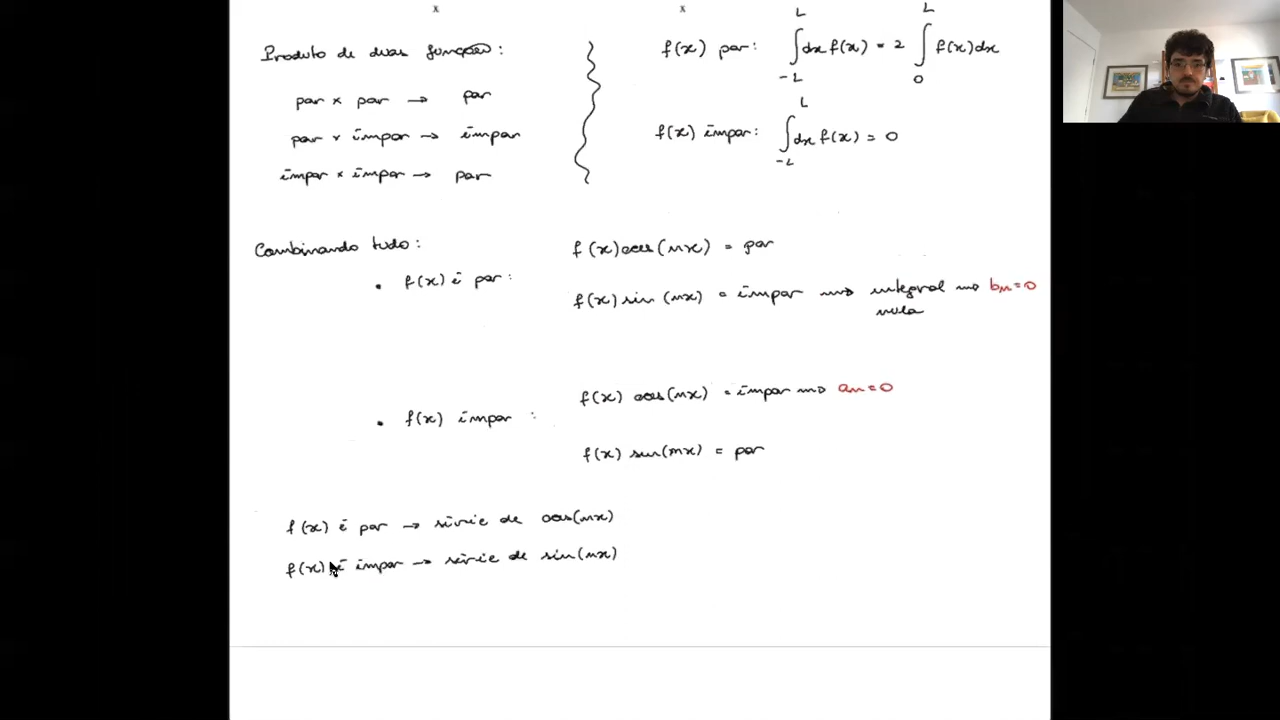 x x
Produto de duas funções:
par x par → par
par x ímpar → ímpar
ímpar x ímpar → par
f(x) par: ∫_{-L}^{L} dx f(x) = 2 ∫_{0}^{L} f(x)dx
f(x) ímpar: ∫_{-L}^{L} dx f(x) = 0
Combinando tudo:
• f(x) é par:
f(x)cos(nx) = par
f(x) sin(nx) = ímpar → integral nula → bn=0
• f(x) ímpar :
f(x) cos(nx) = ímpar → an=0
f(x) sin(nx) = par
f(x) é par → série de cos(nx)
f(x) é ímpar → série de sin(nx)